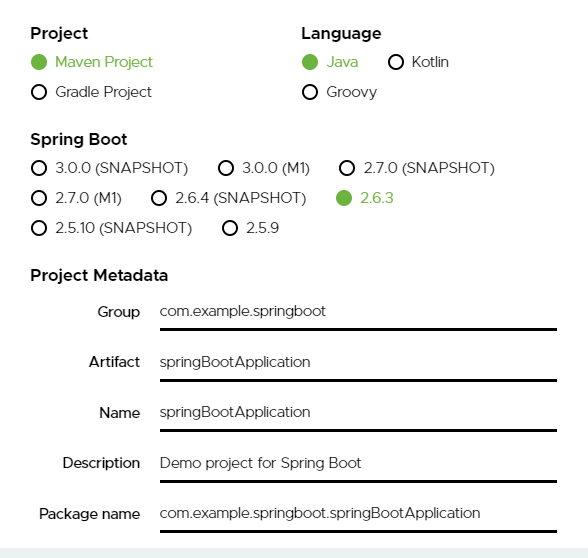 Project
Language
Maven Project
Java
Kotlin
Gradle Project
Groovy
Spring Boot
3.0.0 (SNAPSHOT)
3.0.0 (M1)
2.7.0 (SNAPSHOT)
2.7.0 (M1)
2.6.4 (SNAPSHOT)
2.6.3
2.5.10 (SNAPSHOT)
2.5.9
Project Metadata
Group com.example.springboot
Artifact springBootApplication
Name springBootApplication
Description Demo project for Spring Boot
Package name com.example.springboot.springBootApplication